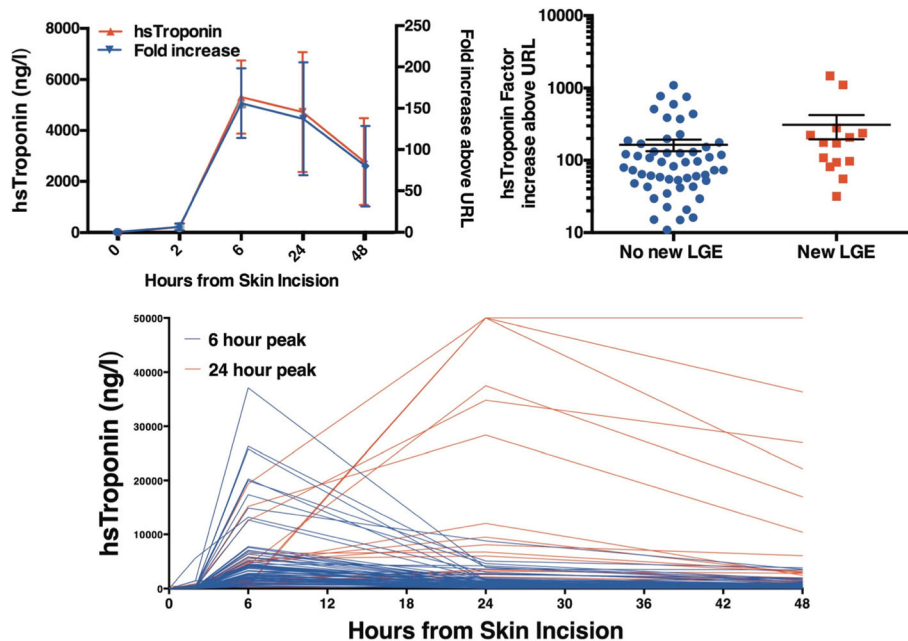 hsTroponin
Fold increase
hsTroponin (ng/l)
8000
6000
4000
2000
0
250
200
150
100
50
0
Fold increase
above URL
0
2
6
24
48
Hours from Skin Incision
hsTroponin Factor
increase above URL
1000
100
10
No new LGE
New LGE
10000
hsTroponin (ng/l)
50000
40000
30000
20000
10000
0
6 hour peak
24 hour peak
0
6
12
18
24
30
36
42
48
Hours from Skin Incision